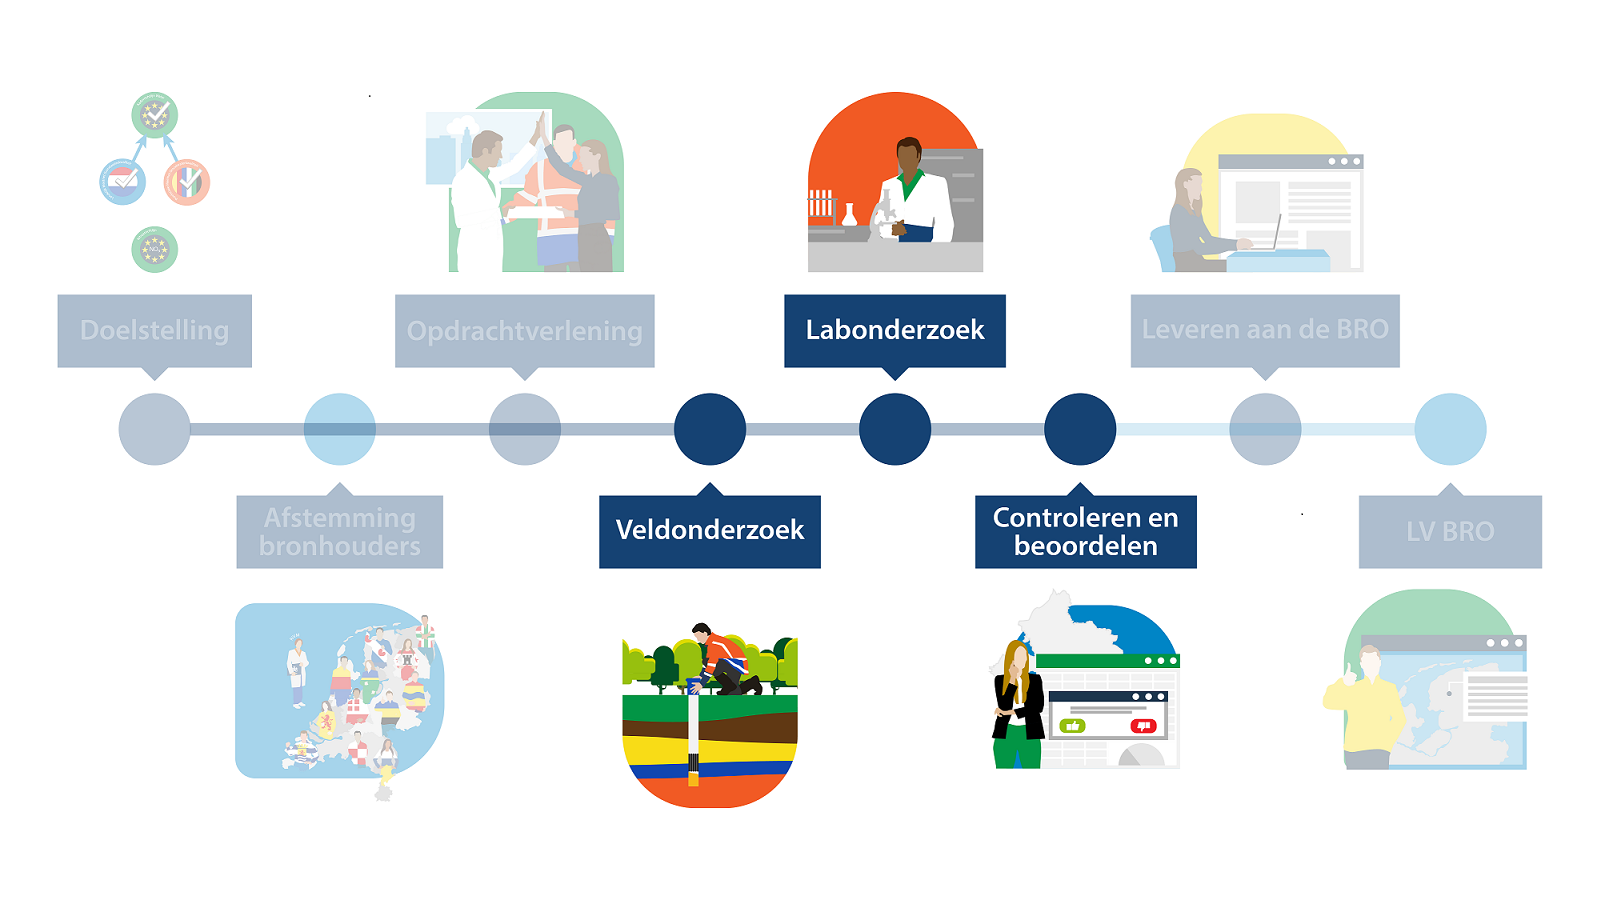 Doelstelling
Opdrachtverlening
Labonderzoek
Leveren aan de BRO
Afstemming
bronhouders
Veldonderzoek
Controleren en
beoordelen
LV BRO